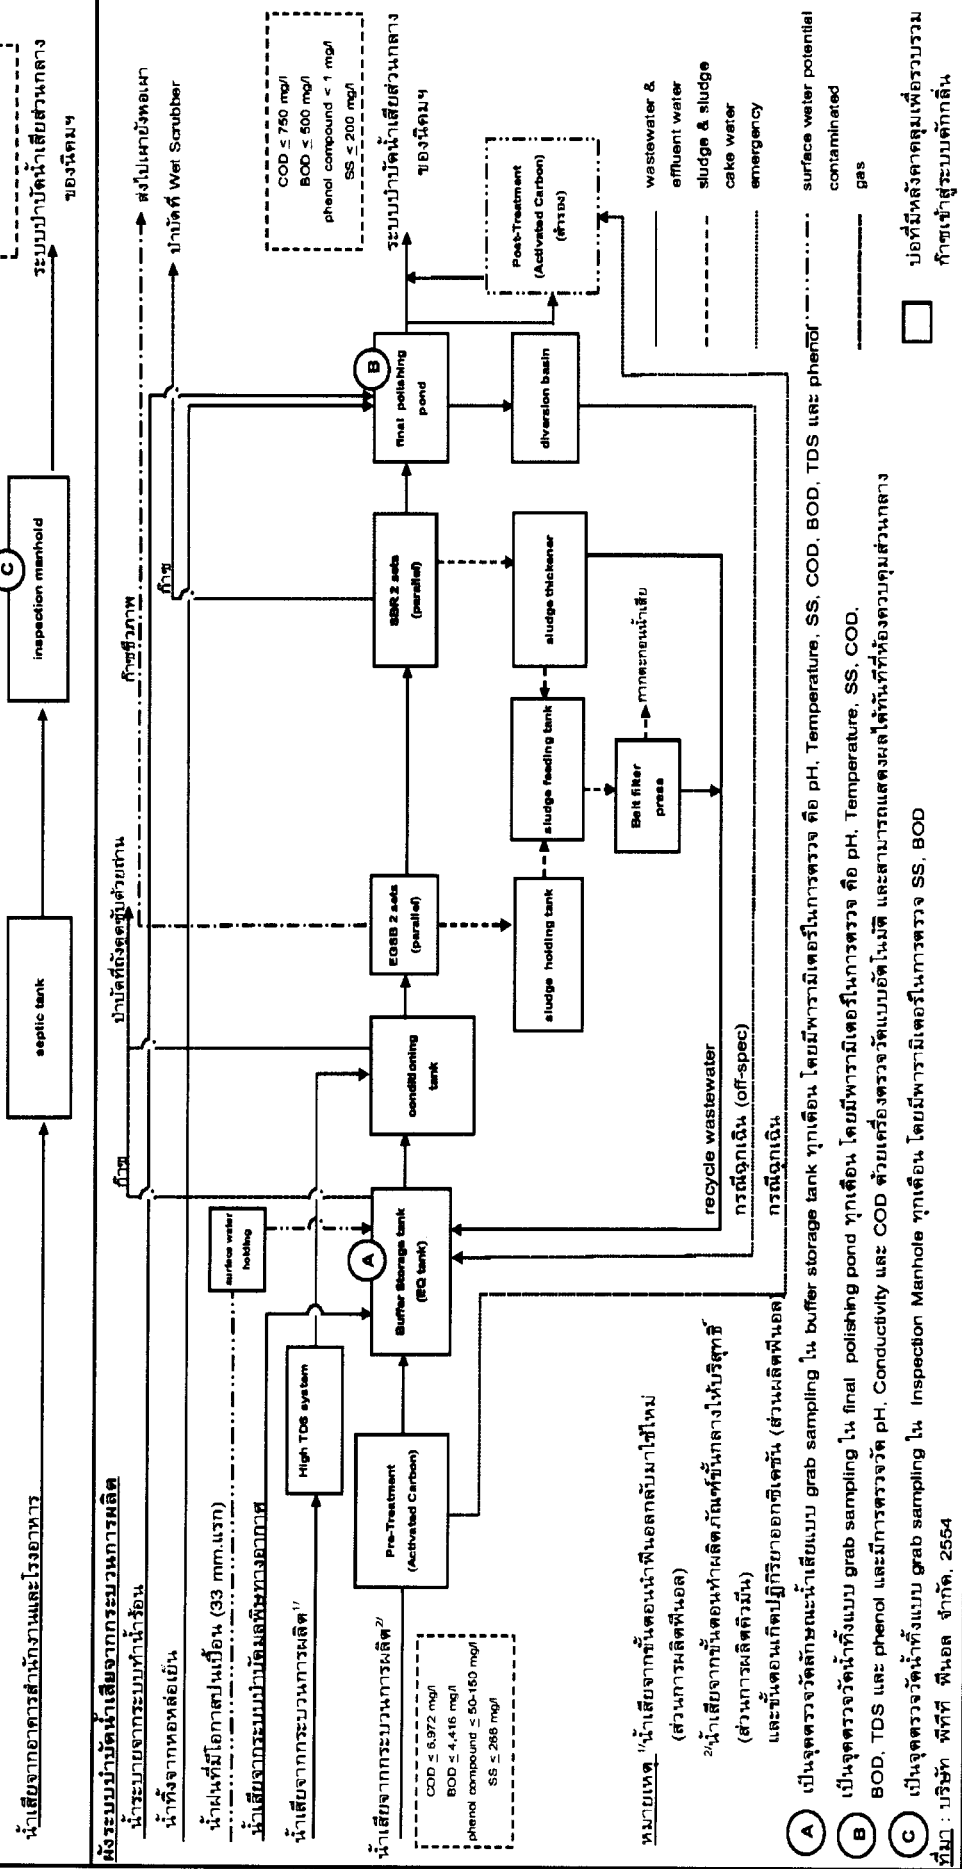 น้ำเสียจากอาคารสำนักงานและโรงอาหาร
septic tank
inspection manhold
C
ระบบบำบัดน้ำเสียส่วนกลาง
ของนิคมฯ
ผังระบบบำบัดน้ำเสียจากกระบวนการผลิต
น้ำระบายจากระบบทำน้ำร้อน
น้ำทิ้งจากหอหล่อเย็น
น้ำฝนที่มีโอกาสปนเปื้อน (33 mm.แรก)
น้ำเสียจากระบบบำบัดมลพิษทางอากาศ
น้ำเสียจากกระบวนการผลิต1/
น้ำเสียจากกระบวนการผลิต2/
COD ≤ 6,972 mg/l
BOD ≤ 4,416 mg/l
phenol compound ≤ 50-150 mg/l
SS ≤ 266 mg/l
Pre-Treatment
(Activated Carbon)
High TDS system
surface water
holding
A
Buffer Storage tank
(EQ tank)
ก๊าซ
บำบัดที่ถังดูดซับด้วยถ่าน
conditioning
tank
EGSB 2 sets
(parallel)
ก๊าซชีวภาพ
ส่งไปเผายังหอเผา
ก๊าซ
บำบัดที่ Wet Scrubber
SBR 2 sets
(parallel)
B
final polishing
pond
ระบบบำบัดน้ำเสียส่วนกลาง
ของนิคมฯ
COD ≤ 750 mg/l
BOD ≤ 500 mg/l
phenol compound < 1 mg/l
SS ≤ 200 mg/l
Post-Treatment
(Activated Carbon)
(สำรอง)
diversion basin
sludge holding tank
sludge feeding tank
sludge thickener
Belt filter
press
กากตะกอนน้ำเสีย
recycle wastewater
กรณีฉุกเฉิน (off-spec)
กรณีฉุกเฉิน
wastewater &
effluent water
sludge & sludge
cake water
emergency
surface water potential
contaminated
gas
บ่อที่มีหลังคาคลุมเพื่อรวบรวม
ก๊าซเข้าสู่ระบบดักกลิ่น
หมายเหตุ 1/น้ำเสียจากขั้นตอนนำฟีนอลกลับมาใช้ใหม่
(ส่วนการผลิตฟีนอล)
2/น้ำเสียจากขั้นตอนทำผลิตภัณฑ์ขั้นกลางให้บริสุทธิ์
(ส่วนการผลิตคิวมีน)
และขั้นตอนเกิดปฏิกิริยาออกซิเดชัน (ส่วนผลิตฟีนอล)
A เป็นจุดตรวจวัดลักษณะน้ำเสียแบบ grab sampling ใน buffer storage tank ทุกเดือน โดยมีพารามิเตอร์ในการตรวจ คือ pH, Temperature, SS, COD, BOD, TDS และ phenol
B เป็นจุดตรวจวัดน้ำทิ้งแบบ grab sampling ใน final polishing pond ทุกเดือน โดยมีพารามิเตอร์ในการตรวจ คือ pH, Temperature, SS, COD,
BOD, TDS และ phenol และมีการตรวจวัด pH, Conductivity และ COD ด้วยเครื่องตรวจวัดแบบอัตโนมัติ และสามารถแสดงผลได้ทันทีที่ห้องควบคุมส่วนกลาง
C เป็นจุดตรวจวัดน้ำทิ้งแบบ grab sampling ใน Inspection Manhole ทุกเดือน โดยมีพารามิเตอร์ในการตรวจ SS, BOD
ที่มา : บริษัท พีทีที ฟีนอล จำกัด, 2554